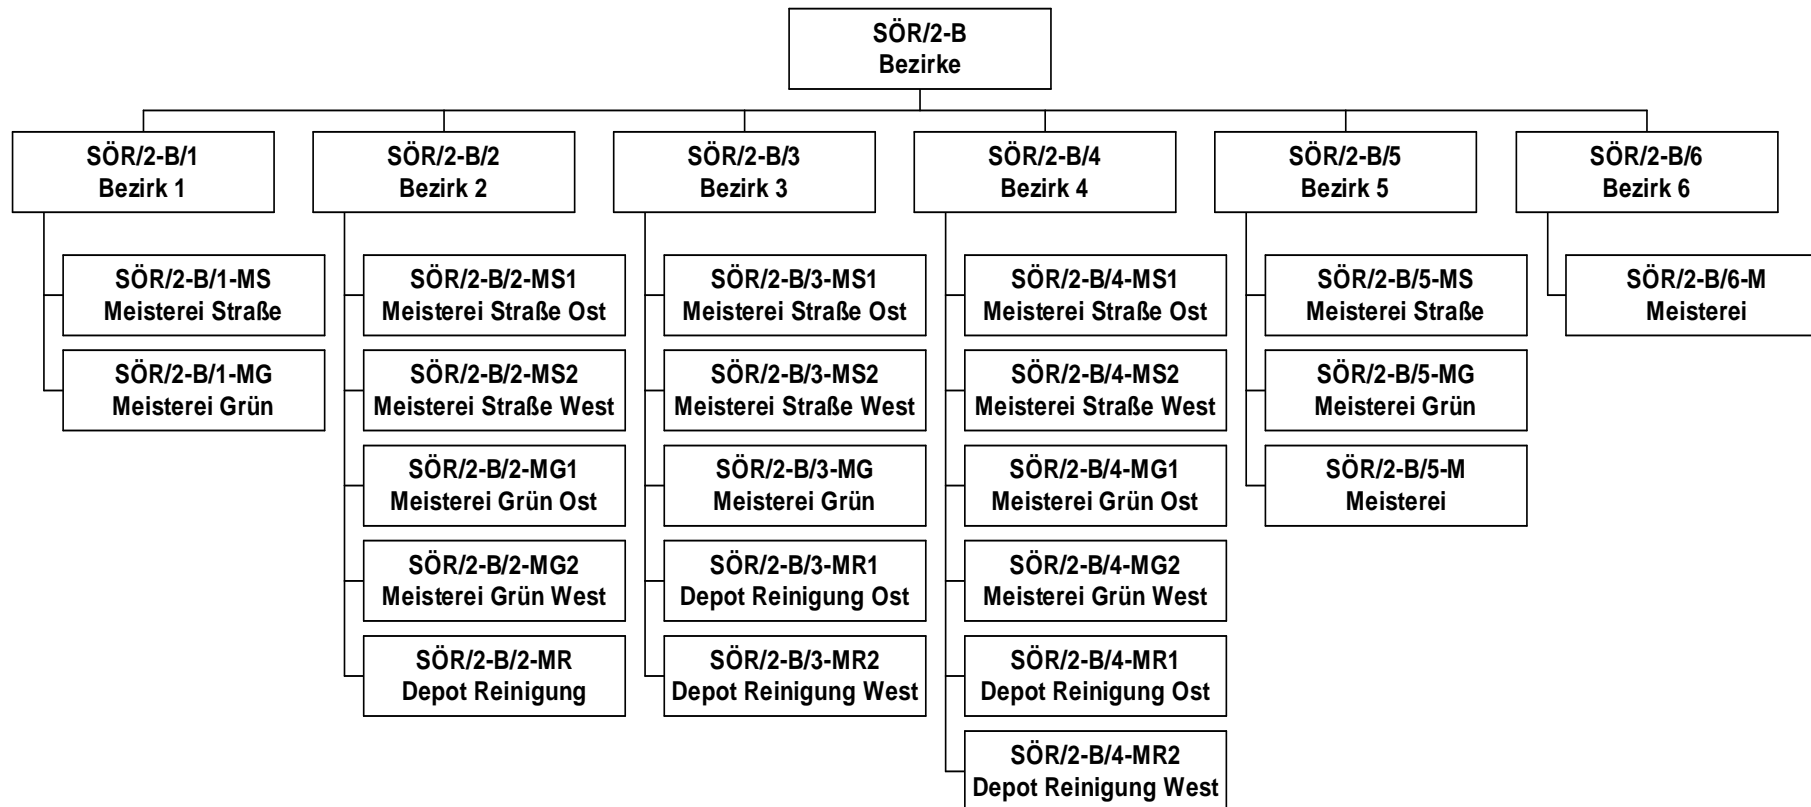 SÖR/2-B
Bezirke
SÖR/2-B/1
Bezirk 1
SÖR/2-B/2
Bezirk 2
SÖR/2-B/3
Bezirk 3
SÖR/2-B/4
Bezirk 4
SÖR/2-B/5
Bezirk 5
SÖR/2-B/6
Bezirk 6
SÖR/2-B/1-MS
Meisterei Straße
SÖR/2-B/1-MG
Meisterei Grün
SÖR/2-B/2-MS1
Meisterei Straße Ost
SÖR/2-B/2-MS2
Meisterei Straße West
SÖR/2-B/2-MG1
Meisterei Grün Ost
SÖR/2-B/2-MG2
Meisterei Grün West
SÖR/2-B/2-MR
Depot Reinigung
SÖR/2-B/3-MS1
Meisterei Straße Ost
SÖR/2-B/3-MS2
Meisterei Straße West
SÖR/2-B/3-MG
Meisterei Grün
SÖR/2-B/3-MR1
Depot Reinigung Ost
SÖR/2-B/3-MR2
Depot Reinigung West
SÖR/2-B/4-MS1
Meisterei Straße Ost
SÖR/2-B/4-MS2
Meisterei Straße West
SÖR/2-B/4-MG1
Meisterei Grün Ost
SÖR/2-B/4-MG2
Meisterei Grün West
SÖR/2-B/4-MR1
Depot Reinigung Ost
SÖR/2-B/4-MR2
Depot Reinigung West
SÖR/2-B/5-MS
Meisterei Straße
SÖR/2-B/5-MG
Meisterei Grün
SÖR/2-B/5-M
Meisterei
SÖR/2-B/6-M
Meisterei